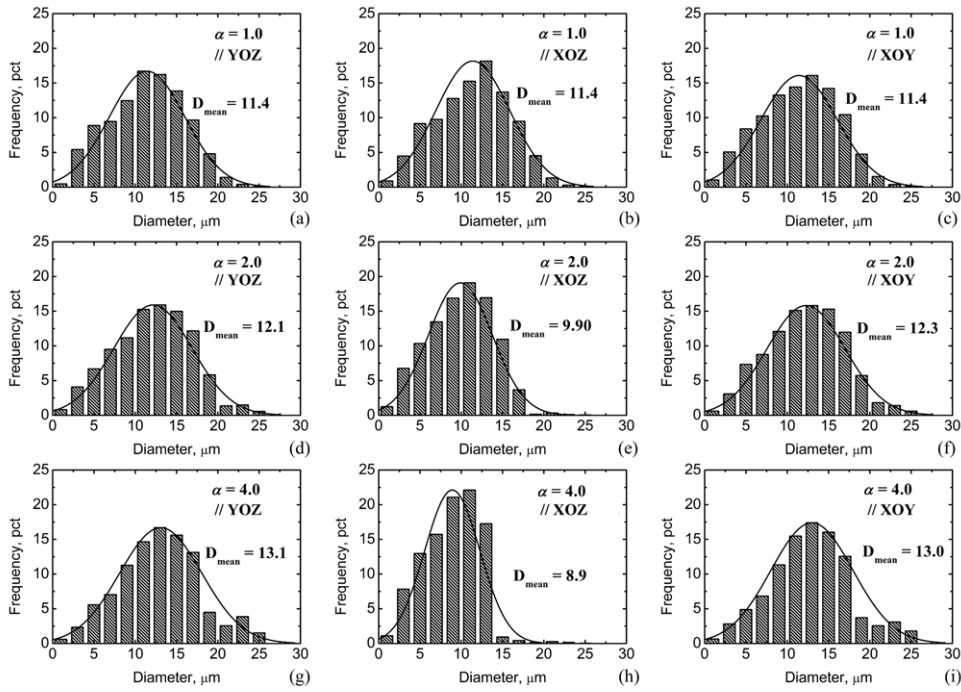 α = 1.0
// YOZ
D_mean = 11.4
Frequency, pct
25
20
15
10
5
0
0 5 10 15 20 25 30
Diameter, μm
(a)
α = 1.0
// XOZ
D_mean = 11.4
Frequency, pct
25
20
15
10
5
0
0 5 10 15 20 25 30
Diameter, μm
(b)
α = 1.0
// XOY
D_mean = 11.4
Frequency, pct
25
20
15
10
5
0
0 5 10 15 20 25 30
Diameter, μm
(c)
α = 2.0
// YOZ
D_mean = 12.1
Frequency, pct
25
20
15
10
5
0
0 5 10 15 20 25 30
Diameter, μm
(d)
α = 2.0
// XOZ
D_mean = 9.90
Frequency, pct
25
20
15
10
5
0
0 5 10 15 20 25 30
Diameter, μm
(e)
α = 2.0
// XOY
D_mean = 12.3
Frequency, pct
25
20
15
10
5
0
0 5 10 15 20 25 30
Diameter, μm
(f)
α = 4.0
// YOZ
D_mean = 13.1
Frequency, pct
25
20
15
10
5
0
0 5 10 15 20 25 30
Diameter, μm
(g)
α = 4.0
// XOZ
D_mean = 8.9
Frequency, pct
25
20
15
10
5
0
0 5 10 15 20 25 30
Diameter, μm
(h)
α = 4.0
// XOY
D_mean = 13.0
Frequency, pct
25
20
15
10
5
0
0 5 10 15 20 25 30
Diameter, μm
(i)